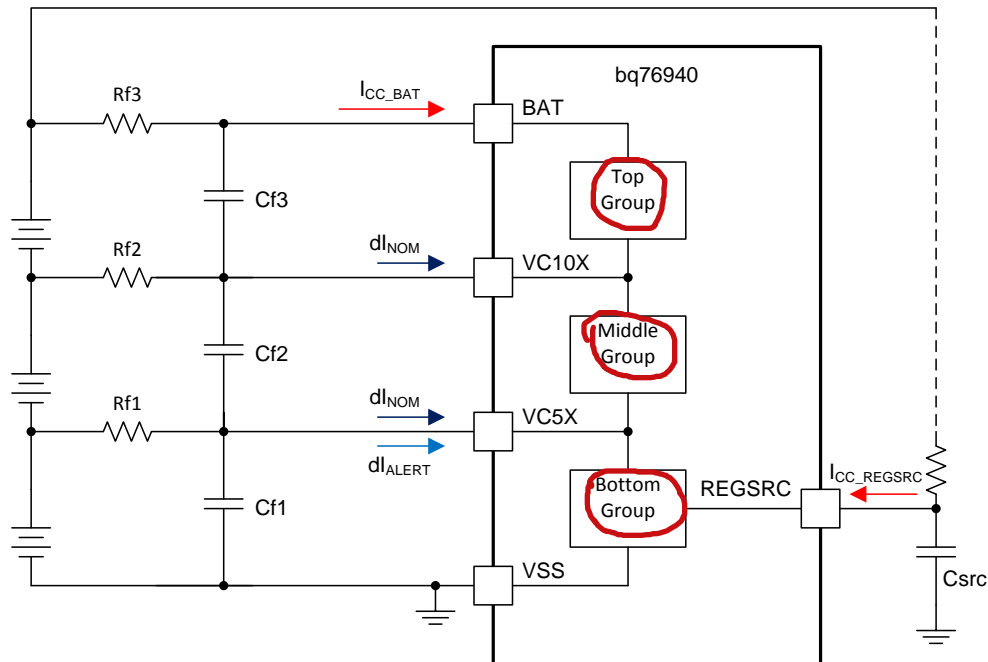 bq76940
Rf3
I_CC_BAT
BAT
Top
Group
Cf3
Rf2
dI_NOM
VC10X
Middle
Group
Cf2
Rf1
dI_NOM
VC5X
dI_ALERT
Bottom
Group
REGSRC
I_CC_REGSRC
Cf1
VSS
Csrc